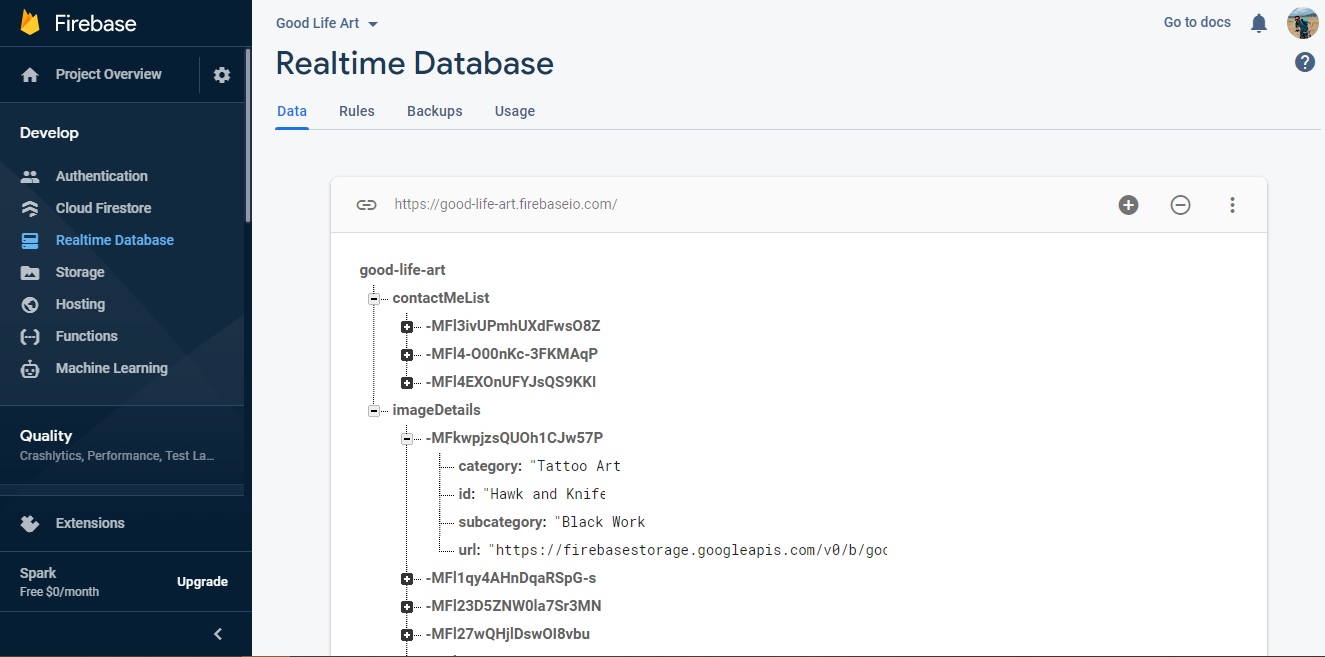 Firebase
Project Overview
Develop
Authentication
Cloud Firestore
Realtime Database
Storage
Hosting
Functions
Machine Learning
Quality
Crashlytics, Performance, Test La...
Extensions
Spark
Free $0/month
Upgrade
Good Life Art
Go to docs
Realtime Database
Data Rules Backups Usage
https://good-life-art.firebaseio.com/
good-life-art
contactMeList
-MFl3ivUPmhUXdFwsO8Z
-MFl4-O00nKc-3FKMAqP
-MFl4EXOnUFYJsQS9KKI
imageDetails
-MFkwpjzsQUOh1CJw57P
category: "Tattoo Art
id: "Hawk and Knife
subcategory: "Black Work
url: "https://firebasestorage.googleapis.com/v0/b/goo
-MFl1qy4AHnDqaRSpG-s
-MFl23D5ZNW0la7Sr3MN
-MFl27wQHjlDswOI8vbu